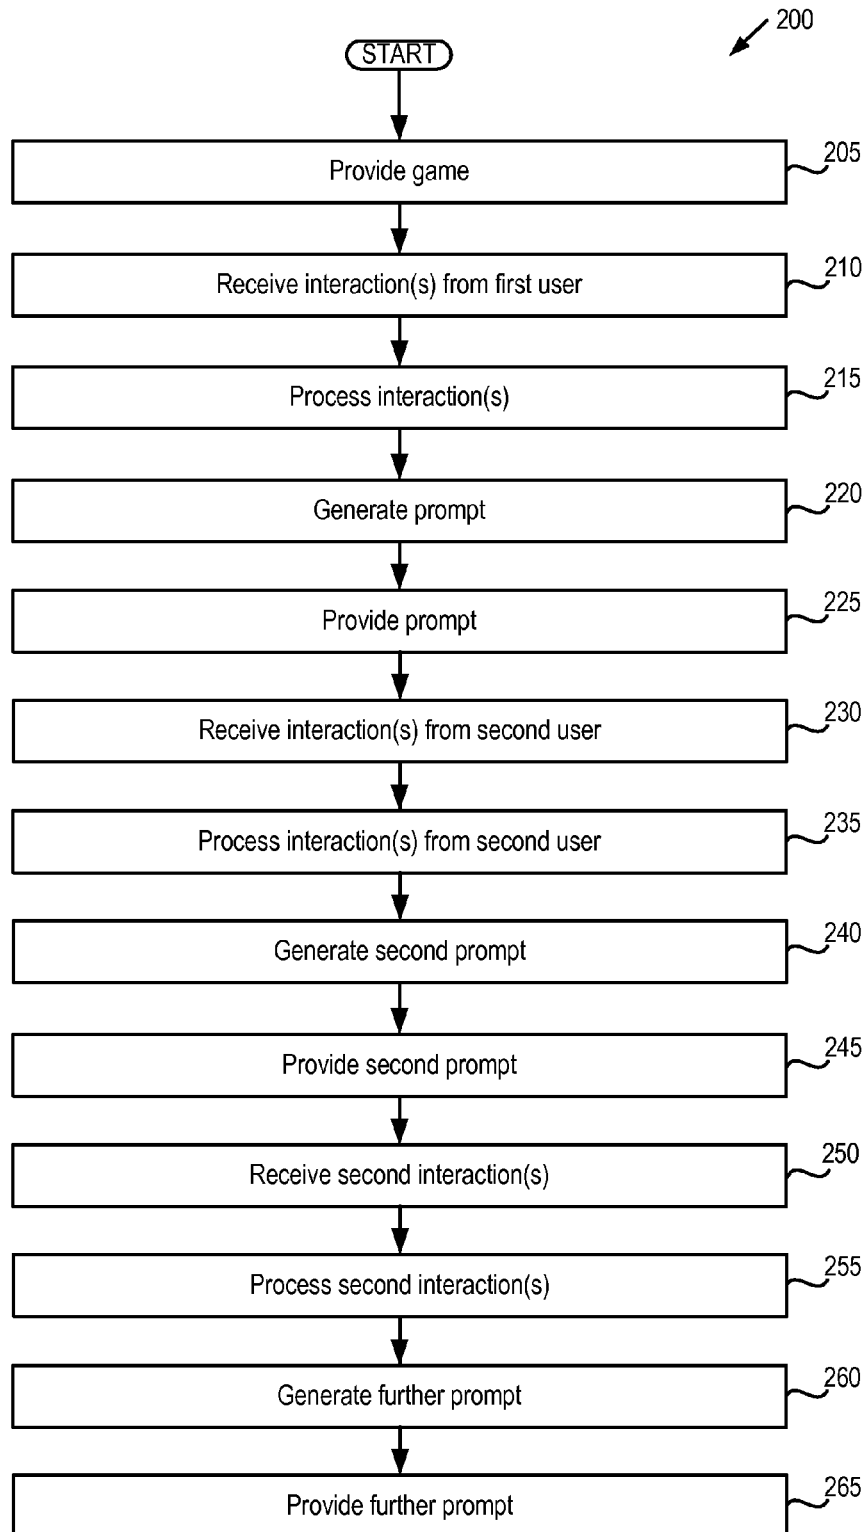 200
START
Provide game
205
Receive interaction(s) from first user
210
Process interaction(s)
215
Generate prompt
220
Provide prompt
225
Receive interaction(s) from second user
230
Process interaction(s) from second user
235
Generate second prompt
240
Provide second prompt
245
Receive second interaction(s)
250
Process second interaction(s)
255
Generate further prompt
260
Provide further prompt
265